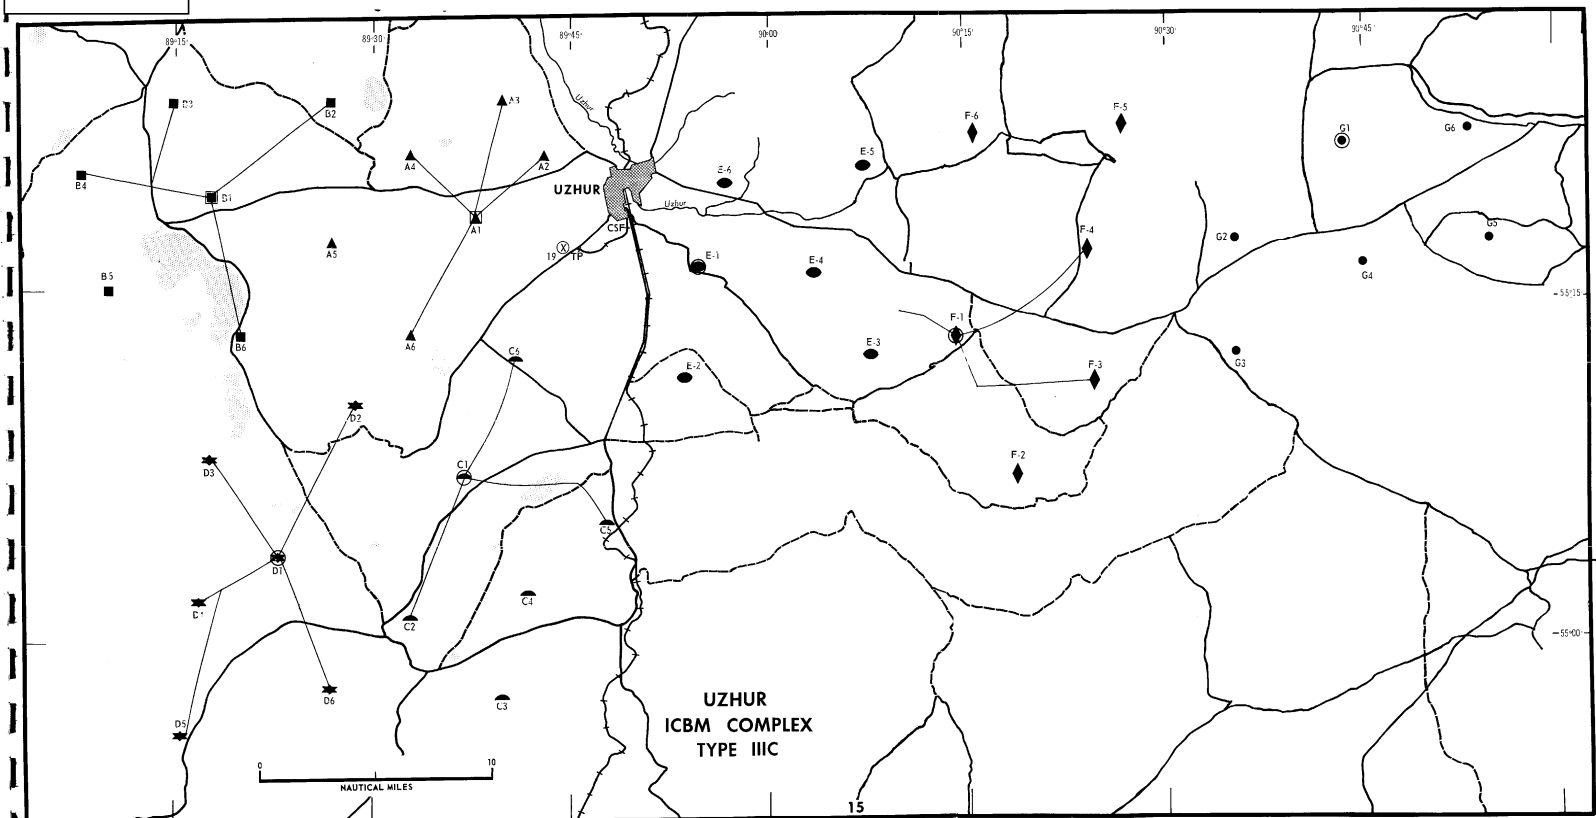 89°15'
89°30'
89°45'
90°00'
90°15'
90°30'
90°45'
B3
B2
A3
Uzhur
F-6
F-5
G1
G6
A4
A2
E-5
E-6
B4
UZHUR
B1
Uzhur
A1
CSF
F-4
G2
G5
A5
19
TP
E-1
E-4
G4
B5
55°15'
F-1
B6
A6
C6
E-3
G3
E-2
F-3
D2
F-2
D3
C1
C5
D1
C4
D4
C2
55°00'
D6
C3
UZHUR
ICBM COMPLEX
TYPE IIIC
D5
0
10
NAUTICAL MILES
15